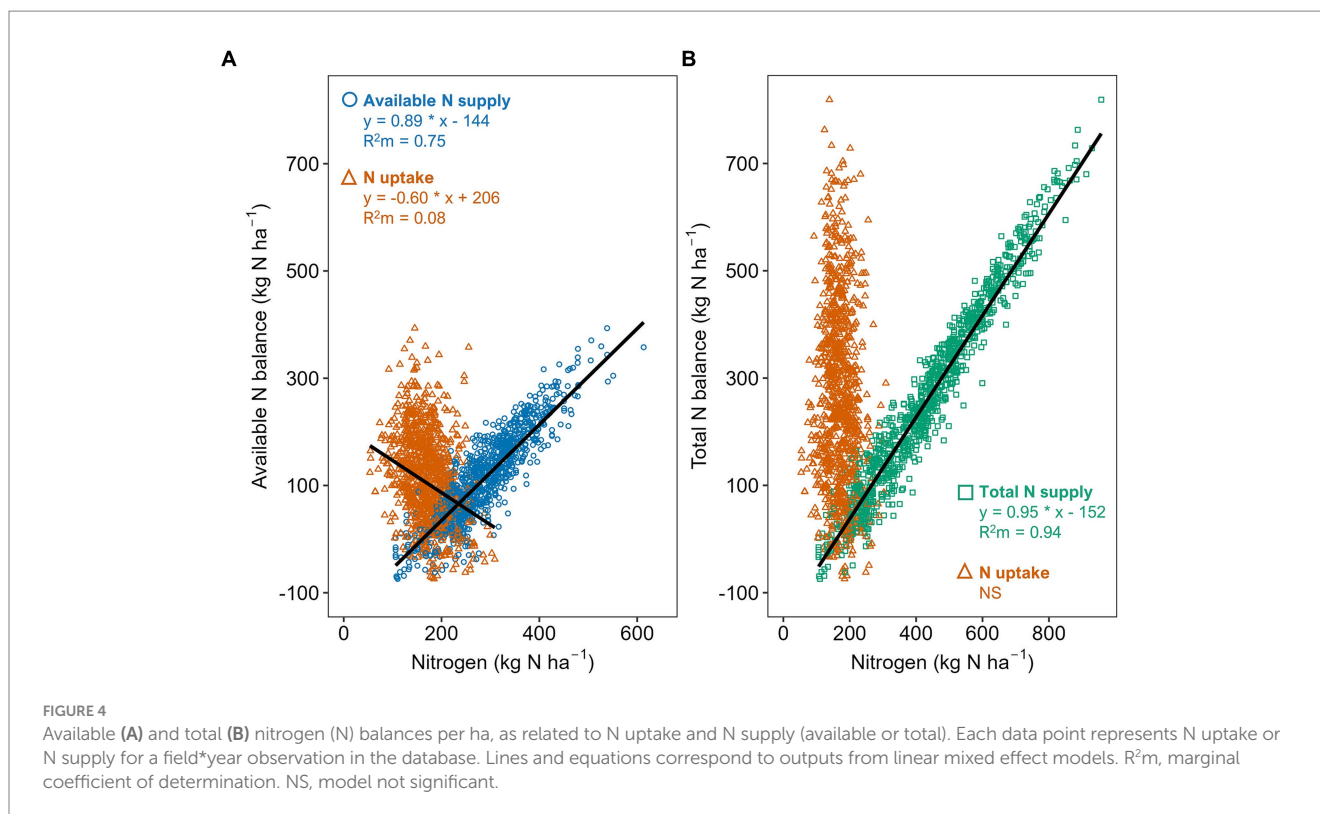 A
Available N supply
y = 0.89 * x - 144
R²m = 0.75
N uptake
y = -0.60 * x + 206
R²m = 0.08
Available N balance (kg N ha⁻¹)
700
500
300
100
-100
0 200 400 600
Nitrogen (kg N ha⁻¹)
B
Total N balance (kg N ha⁻¹)
700
500
300
100
-100
Total N supply
y = 0.95 * x - 152
R²m = 0.94
N uptake
NS
0 200 400 600 800
Nitrogen (kg N ha⁻¹)
FIGURE 4
Available (A) and total (B) nitrogen (N) balances per ha, as related to N uptake and N supply (available or total). Each data point represents N uptake or
N supply for a field*year observation in the database. Lines and equations correspond to outputs from linear mixed effect models. R²m, marginal
coefficient of determination. NS, model not significant.